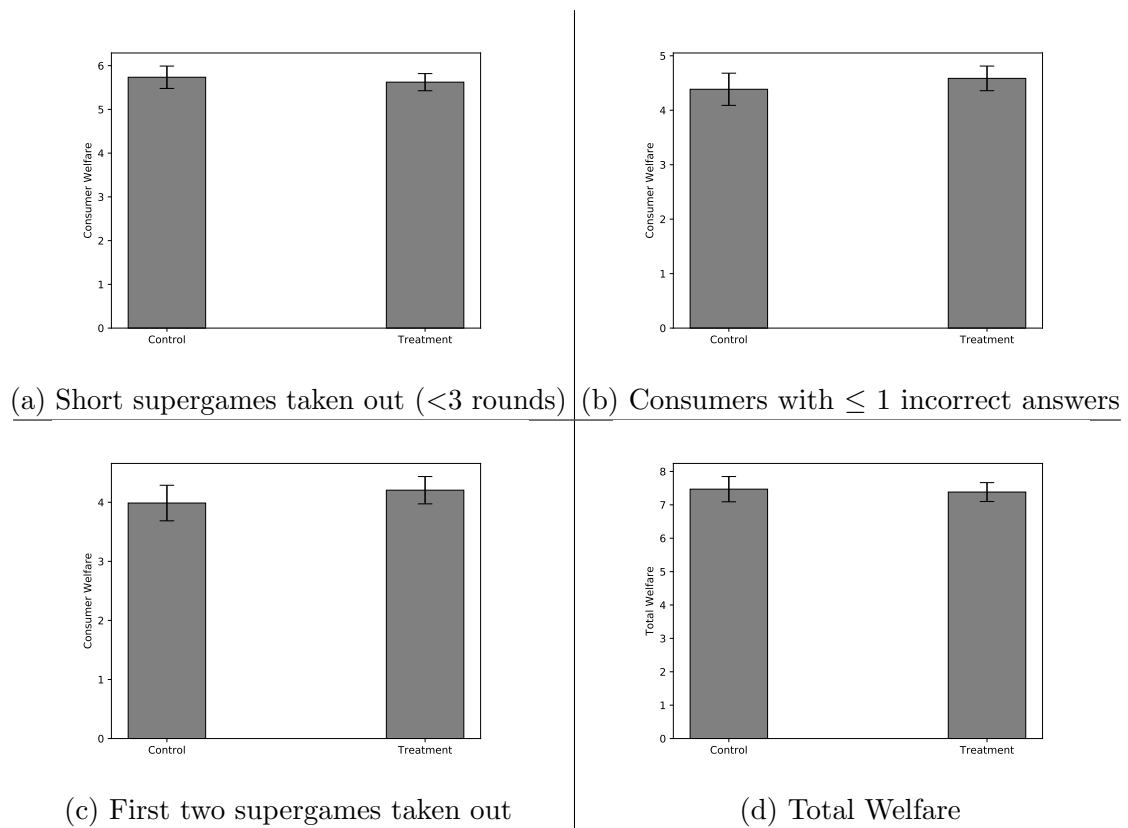 6
5
4
3
2
1
0
Consumer Welfare
Control
Treatment
(a) Short supergames taken out (<3 rounds)
5
4
3
2
1
0
Consumer Welfare
Control
Treatment
(b) Consumers with ≤ 1 incorrect answers
4
3
2
1
0
Consumer Welfare
Control
Treatment
(c) First two supergames taken out
8
7
6
5
4
3
2
1
0
Total Welfare
Control
Treatment
(d) Total Welfare